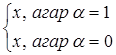 x, агар α = 1
x, агар α = 0